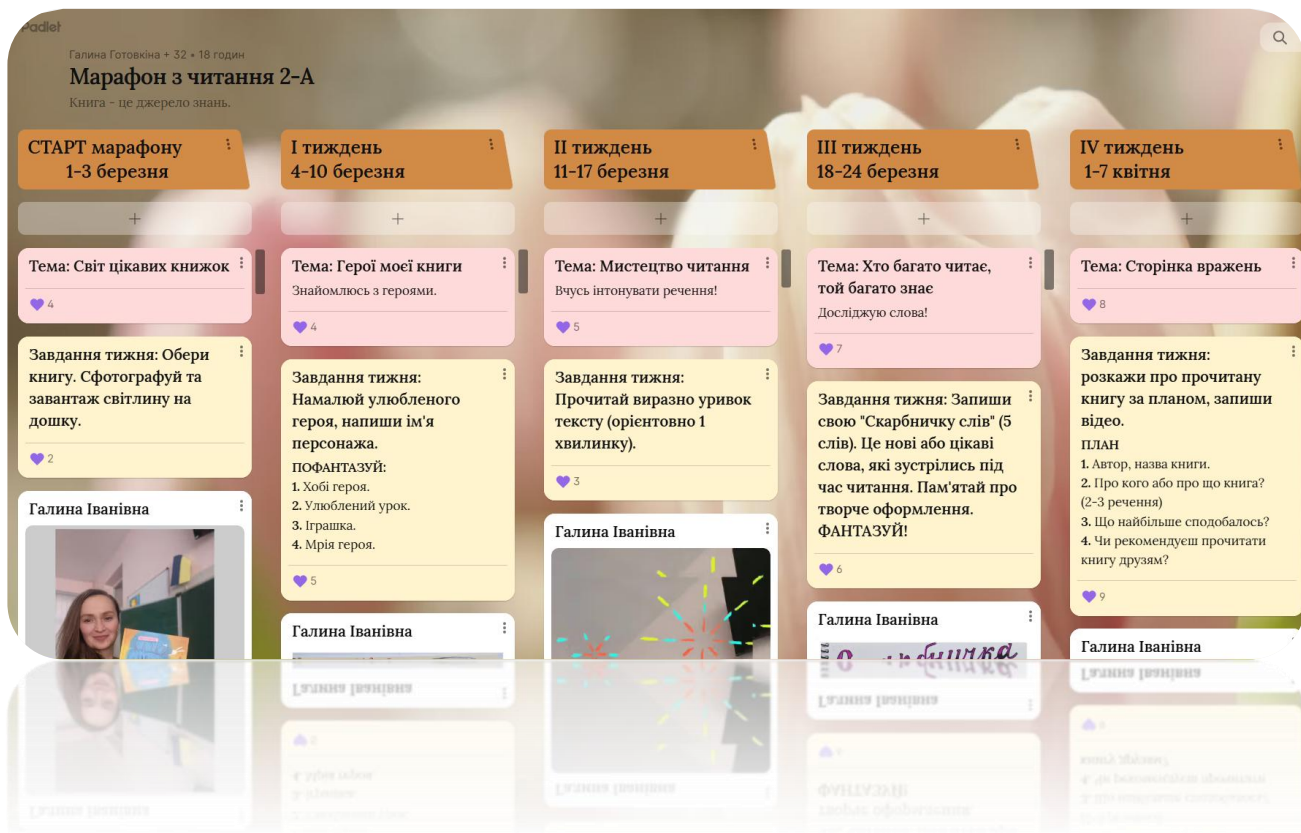 Padlet
Галина Готовкіна + 32 • 18 годин
Марафон з читання 2-А
Книга - це джерело знань.
СТАРТ марафону
1-3 березня
Тема: Світ цікавих книжок
4
Завдання тижня: Обери
книгу. Сфотографуй та
завантаж світлину на
дошку.
2
Галина Іванівна
І тиждень
4-10 березня
Тема: Герої моєї книги
Знайомлюсь з героями.
4
Завдання тижня:
Намалюй улюбленого
героя, напиши ім'я
персонажа.
ПОФАНТАЗУЙ:
1. Хобі героя.
2. Улюблений урок.
3. Іграшка.
4. Мрія героя.
5
Галина Іванівна
ІІ тиждень
11-17 березня
Тема: Мистецтво читання
Вчусь інтонувати речення!
5
Завдання тижня:
Прочитай виразно уривок
тексту (орієнтовно 1
хвилинку).
3
Галина Іванівна
ІІІ тиждень
18-24 березня
Тема: Хто багато читає,
той багато знає
Досліджую слова!
7
Завдання тижня: Запиши
свою "Скарбничку слів" (5
слів). Це нові або цікаві
слова, які зустрілись під
час читання. Пам'ятай про
творче оформлення.
ФАНТАЗУЙ!
6
Галина Іванівна
IV тиждень
1-7 квітня
Тема: Сторінка вражень
8
Завдання тижня:
розкажи про прочитану
книгу за планом, запиши
відео.
ПЛАН
1. Автор, назва книги.
2. Про кого або про що книга?
(2-3 речення)
3. Що найбільше сподобалось?
4. Чи рекомендуєш прочитати
книгу друзям?
9
Галина Іванівна